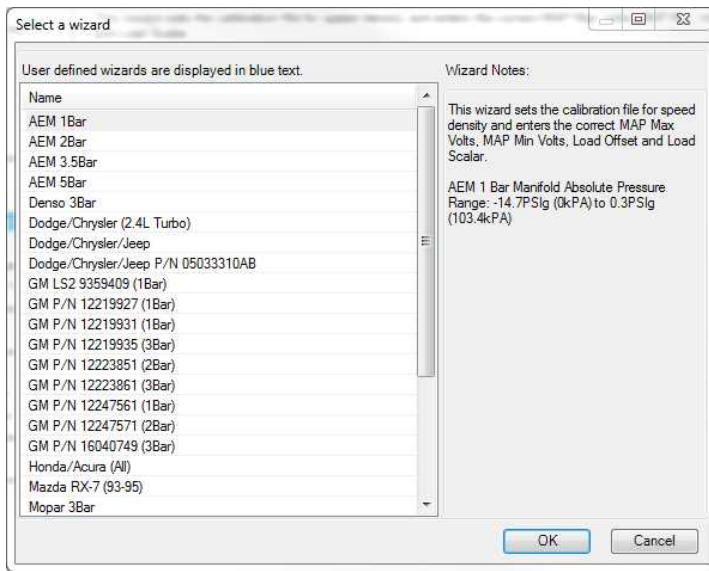 Select a wizard
User defined wizards are displayed in blue text.
Name
AEM 1Bar
AEM 2Bar
AEM 3.5Bar
AEM 5Bar
Denso 3Bar
Dodge/Chrysler (2.4L Turbo)
Dodge/Chrysler/Jeep
Dodge/Chrysler/Jeep P/N 05033310AB
GM LS2 9359409 (1Bar)
GM P/N 12219927 (1Bar)
GM P/N 12219931 (1Bar)
GM P/N 12219935 (3Bar)
GM P/N 12223851 (2Bar)
GM P/N 12223861 (3Bar)
GM P/N 12247561 (1Bar)
GM P/N 12247571 (2Bar)
GM P/N 16040749 (3Bar)
Honda/Acura (All)
Mazda RX-7 (93-95)
Mopar 3Bar
Wizard Notes:
This wizard sets the calibration file for speed
density and enters the correct MAP Max
Volts, MAP Min Volts, Load Offset and Load
Scalar.
AEM 1 Bar Manifold Absolute Pressure
Range: -14.7PSIg (0kPA) to 0.3PSIg
(103.4kPA)
OK
Cancel